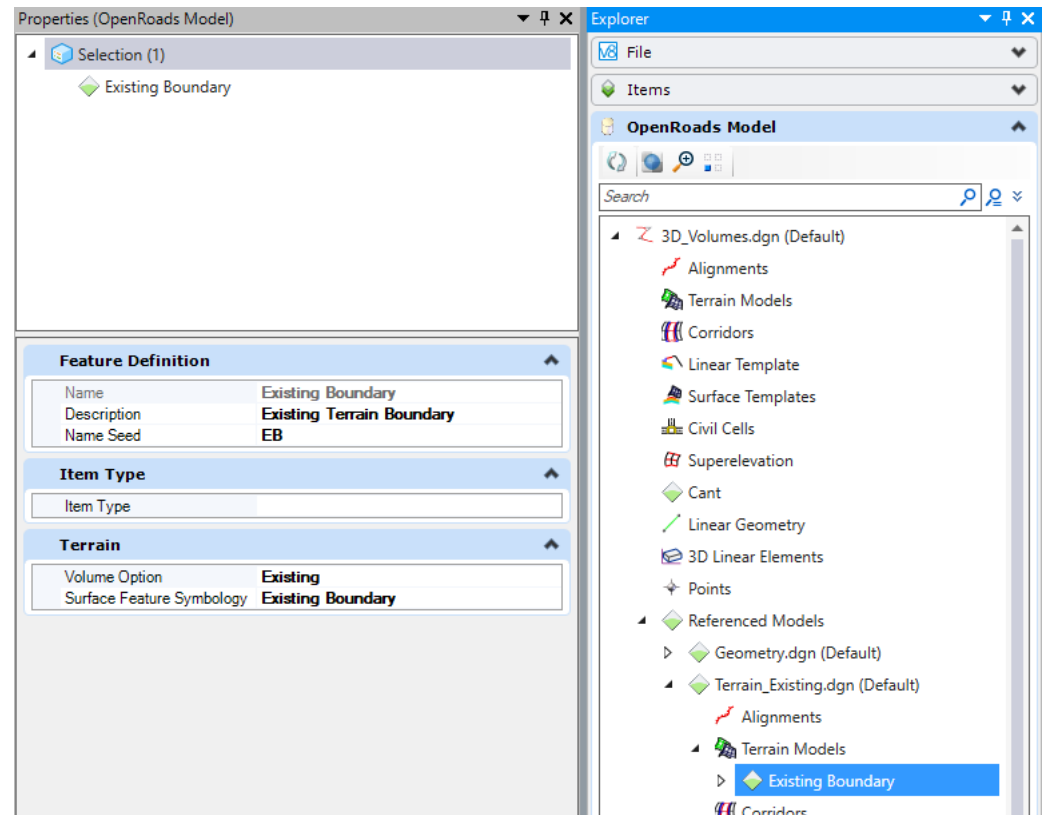 Properties (OpenRoads Model)
Selection (1)
Existing Boundary
Feature Definition
Name Existing Boundary
Description Existing Terrain Boundary
Name Seed EB
Item Type
Item Type
Terrain
Volume Option Existing
Surface Feature Symbology Existing Boundary
Explorer
V8 File
Items
OpenRoads Model
Search
3D_Volumes.dgn (Default)
Alignments
Terrain Models
Corridors
Linear Template
Surface Templates
Civil Cells
Superelevation
Cant
Linear Geometry
3D Linear Elements
Points
Referenced Models
Geometry.dgn (Default)
Terrain_Existing.dgn (Default)
Alignments
Terrain Models
Existing Boundary
Corridors